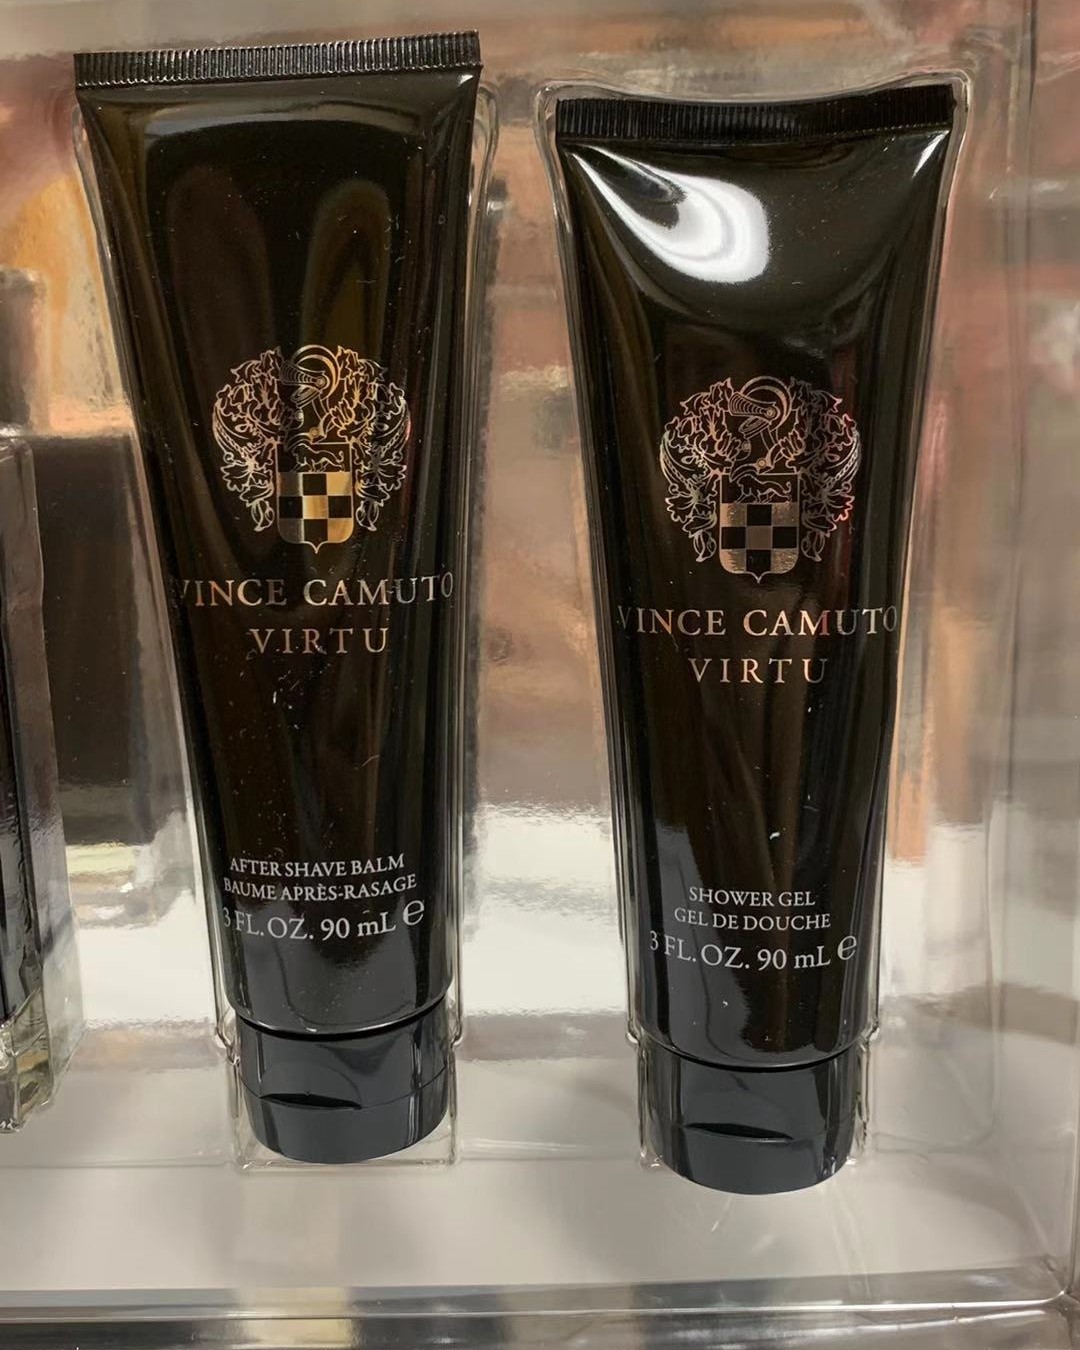 VINCE CAMUTO
VIRTU
AFTER SHAVE BALM
BAUME APRÈS-RASAGE
3 FL. OZ. 90 mL ℮
VINCE CAMUTO
VIRTU
SHOWER GEL
GEL DE DOUCHE
3 FL. OZ. 90 mL ℮